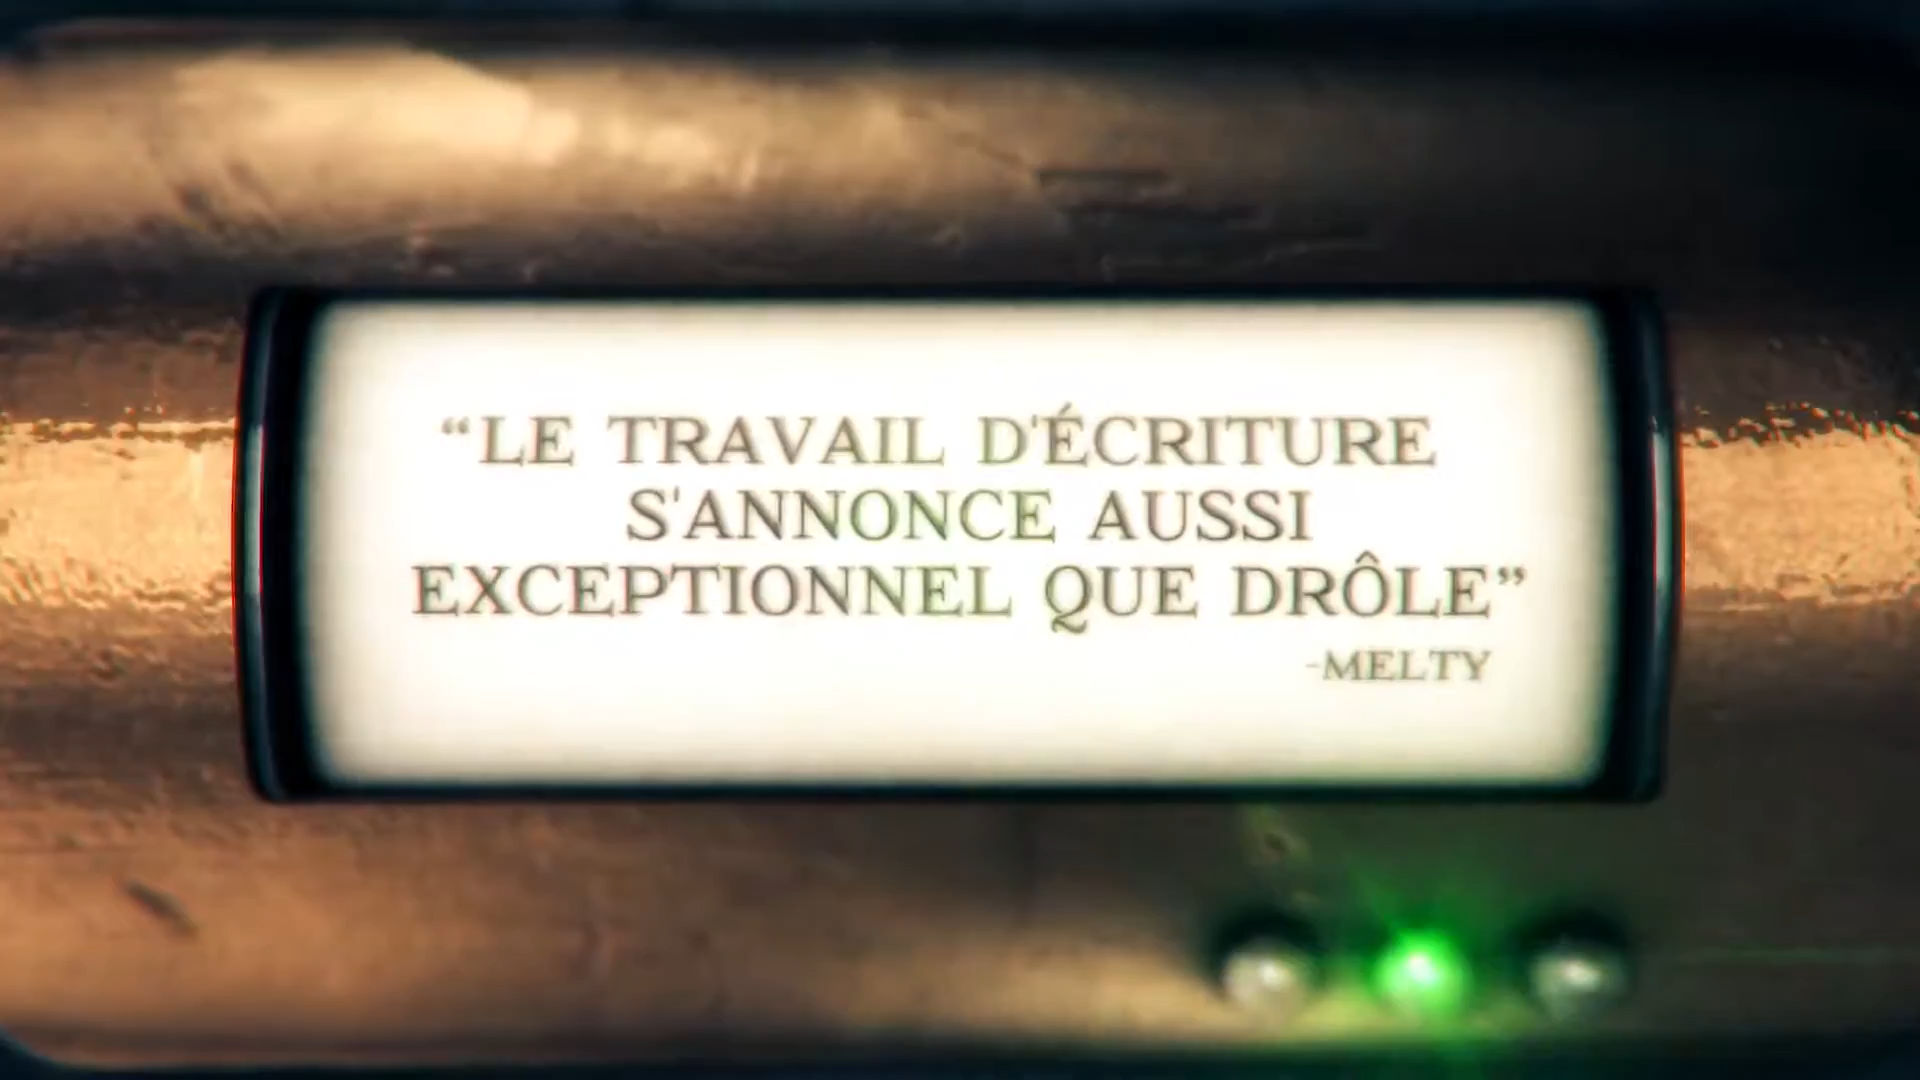 “LE TRAVAIL D'ÉCRITURE
S'ANNONCE AUSSI
EXCEPTIONNEL QUE DRÔLE”
-MELTY